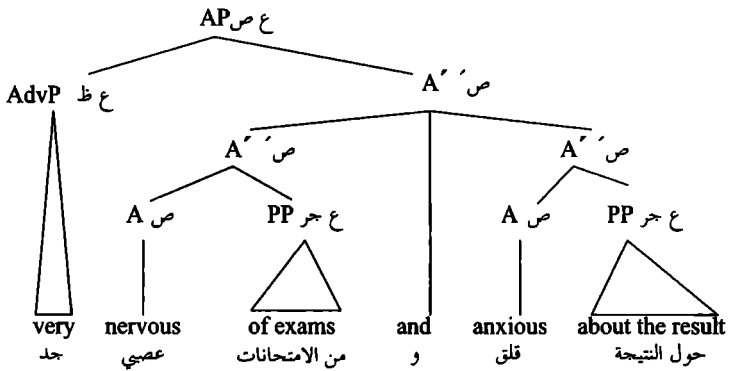 AP ع ص
AdvP ع ظ
A´ ص´
A´ ص´
A´ ص´
A ص
PP ع جر
A ص
PP ع جر
very nervous of exams and anxious about the result
جد عصبي من الامتحانات و قلق حول النتيجة